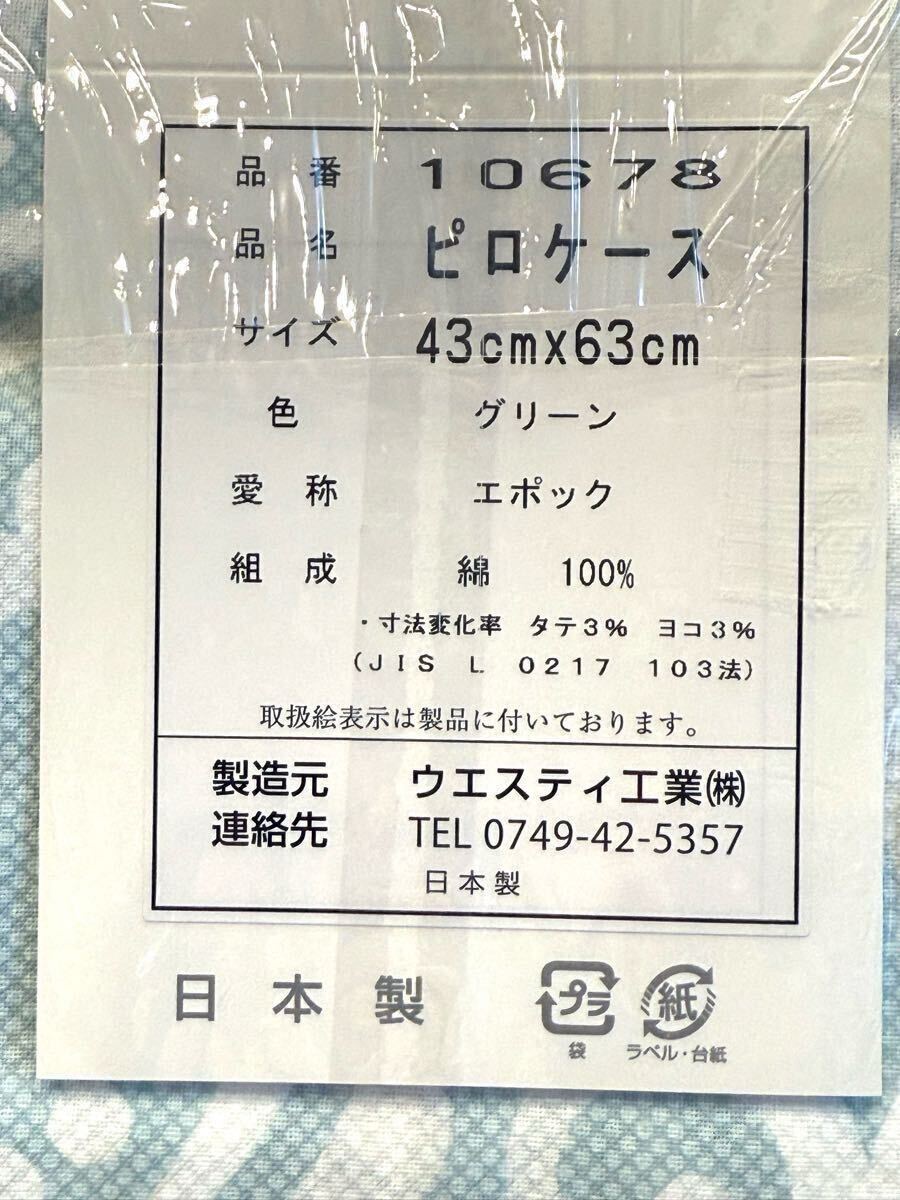 品 番 10678
品 名 ピロケース
サイズ 43cmx63cm
色 グリーン
愛 称 エポック
組 成 綿 100%
・寸法変化率 タテ3% ヨコ3%
(JIS L 0217 103法)
取扱絵表示は製品に付いております。
製造元 ウエスティ工業㈱
連絡先 TEL 0749-42-5357
日本製
日本製
プラ 紙
袋 ラベル・台紙